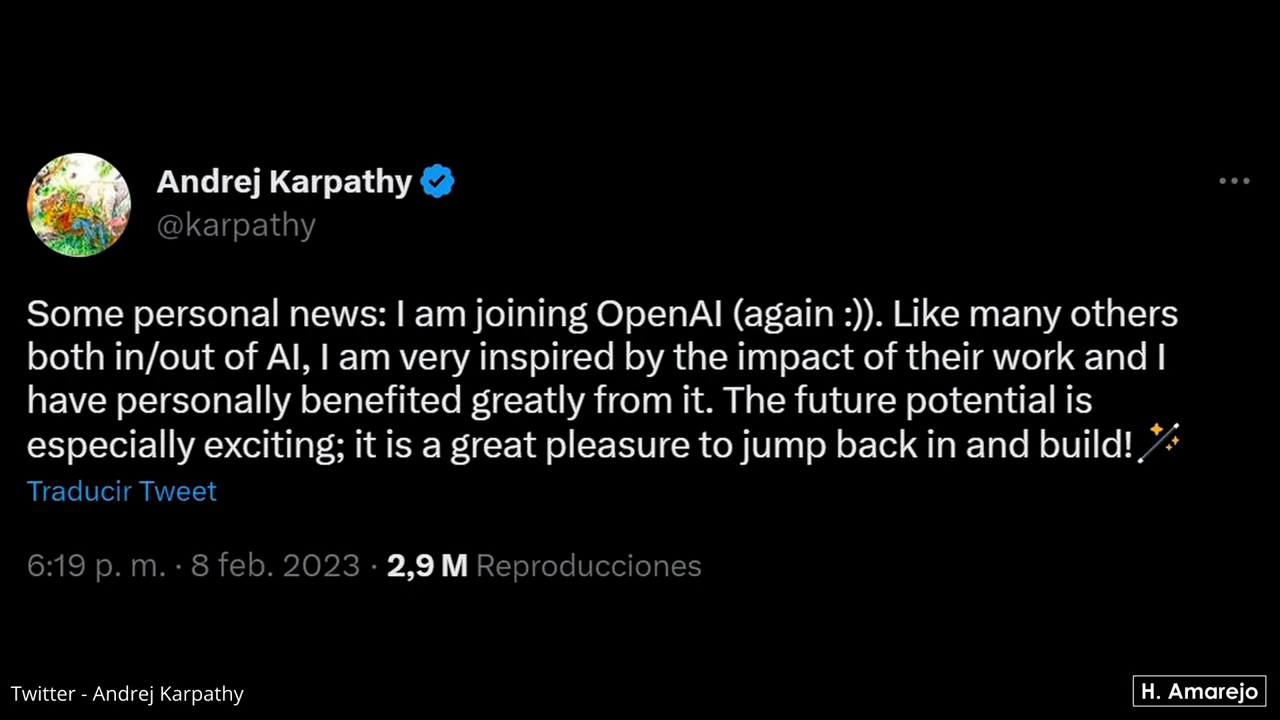 Andrej Karpathy
@karpathy
Some personal news: I am joining OpenAI (again :)). Like many others
both in/out of AI, I am very inspired by the impact of their work and I
have personally benefited greatly from it. The future potential is
especially exciting; it is a great pleasure to jump back in and build!🪄
Traducir Tweet
6:19 p. m. · 8 feb. 2023 · 2,9 M Reproducciones
Twitter - Andrej Karpathy
H. Amarejo